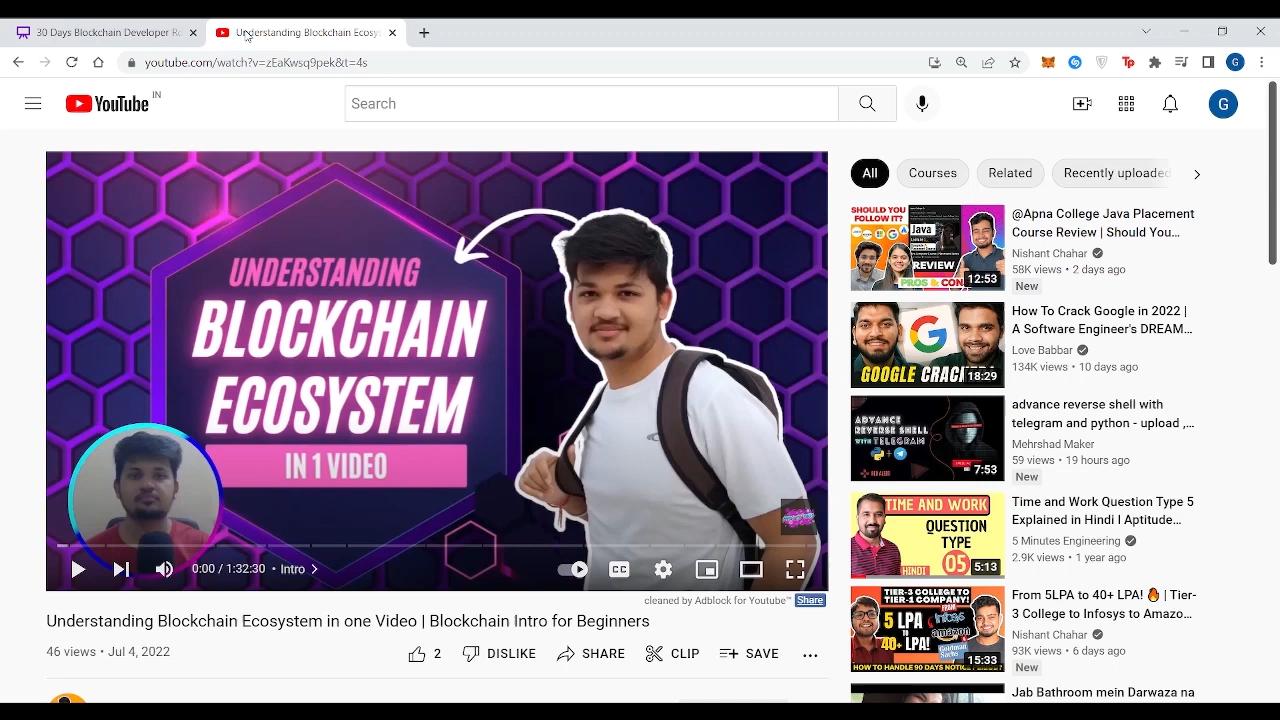 30 Days Blockchain Developer Ro
Understanding Blockchain Ecosys
youtube.com/watch?v=zEaKwsq9pek&t=4s
Tp
G
YouTube IN
Search
G
UNDERSTANDING
BLOCKCHAIN
ECOSYSTEM
IN 1 VIDEO
0:00 / 1:32:30 • Intro
CC
cleaned by Adblock for Youtube™ Share
Understanding Blockchain Ecosystem in one Video | Blockchain Intro for Beginners
46 views • Jul 4, 2022
2 DISLIKE SHARE CLIP SAVE
All Courses Related Recently uploaded
SHOULD YOU
FOLLOW IT?
Java
REVIEW
PROS & CONS
12:53
@Apna College Java Placement
Course Review | Should You...
Nishant Chahar
58K views • 2 days ago
New
GOOGLE CRACK
18:29
How To Crack Google in 2022 |
A Software Engineer's DREAM...
Love Babbar
134K views • 10 days ago
ADVANCE
REVERSE SHELL
WITH TELEGRAM
7:53
advance reverse shell with
telegram and python - upload ,...
Mehrshad Maker
59 views • 19 hours ago
New
TIME AND WORK
QUESTION
TYPE
05
HINDI
5:13
Time and Work Question Type 5
Explained in Hindi I Aptitude...
5 Minutes Engineering
2.9K views • 1 year ago
TIER-3 COLLEGE TO
TIER-1 COMPANY!
5 LPA
FROM
Infosys
TO
amazon
40+ LPA!
Goldman
Sachs
15:33
HOW TO HANDLE 90 DAYS NOTICE
From 5LPA to 40+ LPA! 🔥 | Tier-
3 College to Infosys to Amazo...
Nishant Chahar
93K views • 6 days ago
New
Jab Bathroom mein Darwaza na